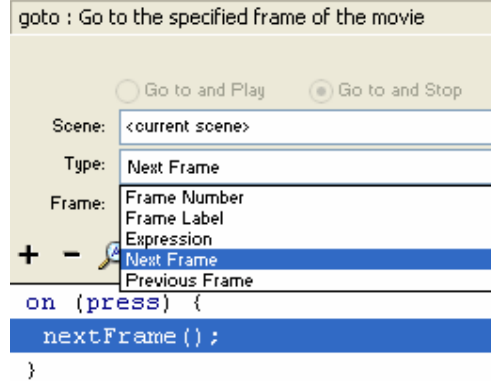 goto : Go to the specified frame of the movie
Go to and Play Go to and Stop
Scene: <current scene>
Type: Next Frame
Frame: Frame Number
Frame Label
Expression
Next Frame
Previous Frame
on (press) {
nextFrame();
}